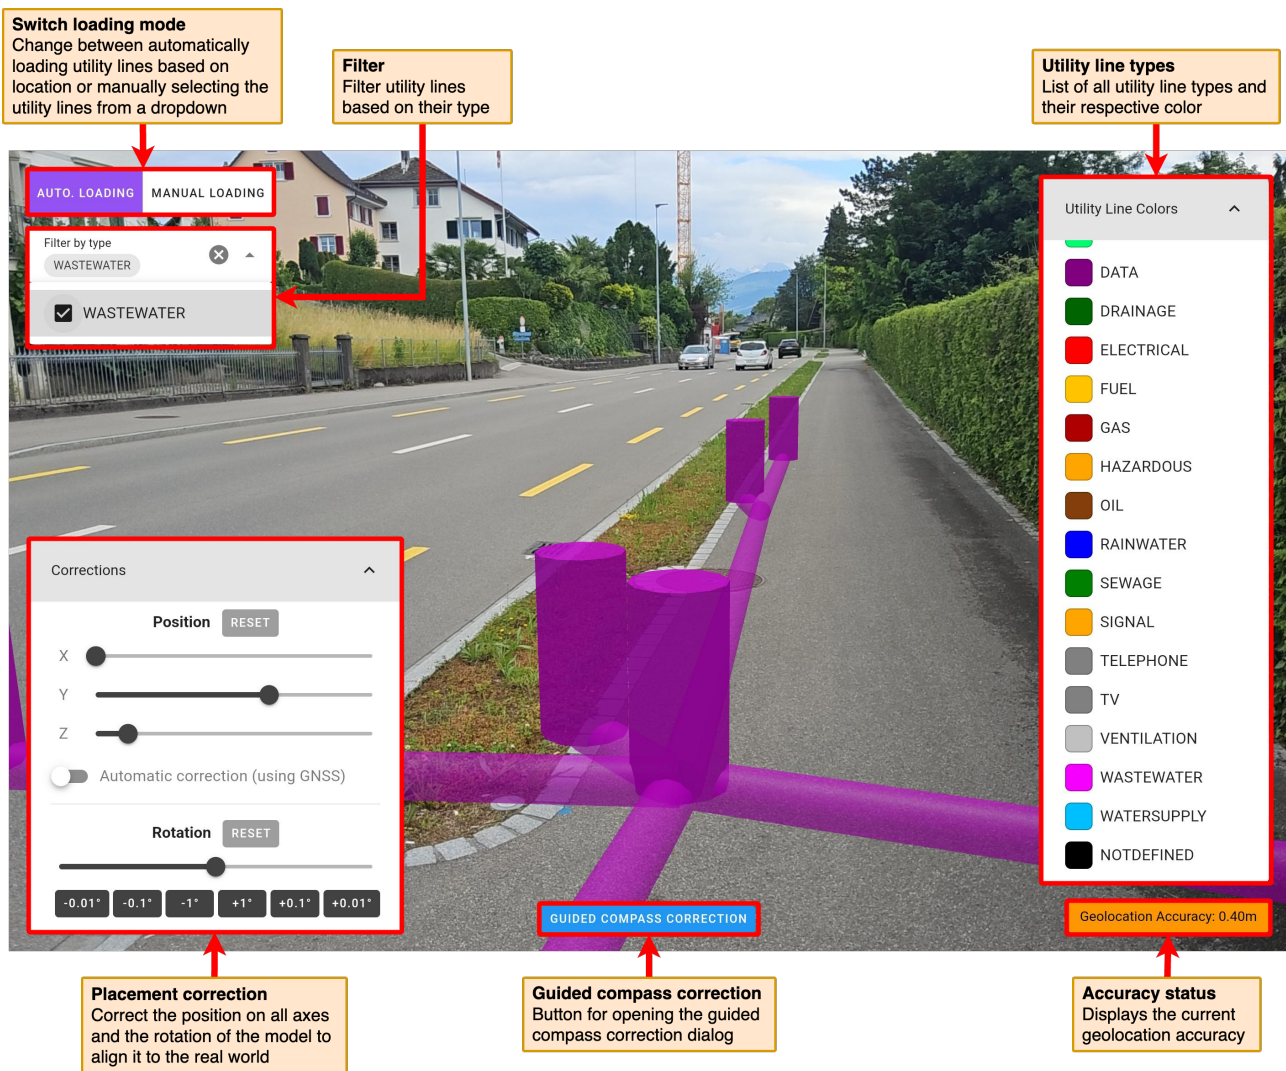 Switch loading mode
Change between automatically
loading utility lines based on
location or manually selecting the
utility lines from a dropdown
Filter
Filter utility lines
based on their type
Utility line types
List of all utility line types and
their respective color
AUTO. LOADING
MANUAL LOADING
Filter by type
WASTEWATER
WASTEWATER
Utility Line Colors
DATA
DRAINAGE
ELECTRICAL
FUEL
GAS
HAZARDOUS
OIL
RAINWATER
SEWAGE
SIGNAL
TELEPHONE
TV
VENTILATION
WASTEWATER
WATERSUPPLY
NOTDEFINED
Corrections
Position RESET
X
Y
Z
Automatic correction (using GNSS)
Rotation RESET
-0.01° -0.1° -1° +1° +0.1° +0.01°
GUIDED COMPASS CORRECTION
Geolocation Accuracy: 0.40m
Placement correction
Correct the position on all axes
and the rotation of the model to
align it to the real world
Guided compass correction
Button for opening the guided
compass correction dialog
Accuracy status
Displays the current
geolocation accuracy